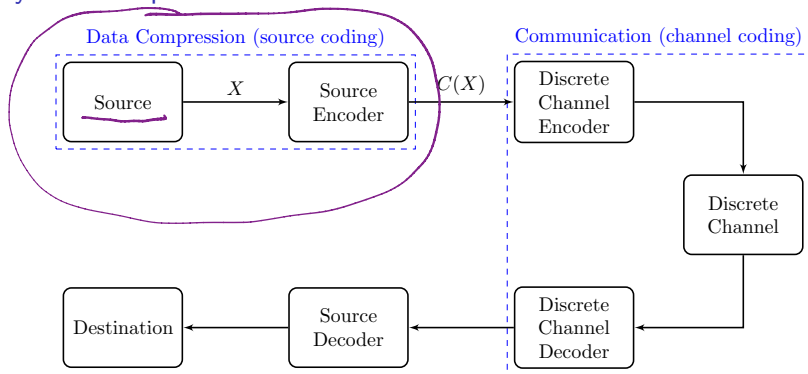 Data Compression (source coding)
Communication (channel coding)
Source
X
Source
Encoder
C(X)
Discrete
Channel
Encoder
Discrete
Channel
Destination
Source
Decoder
Discrete
Channel
Decoder